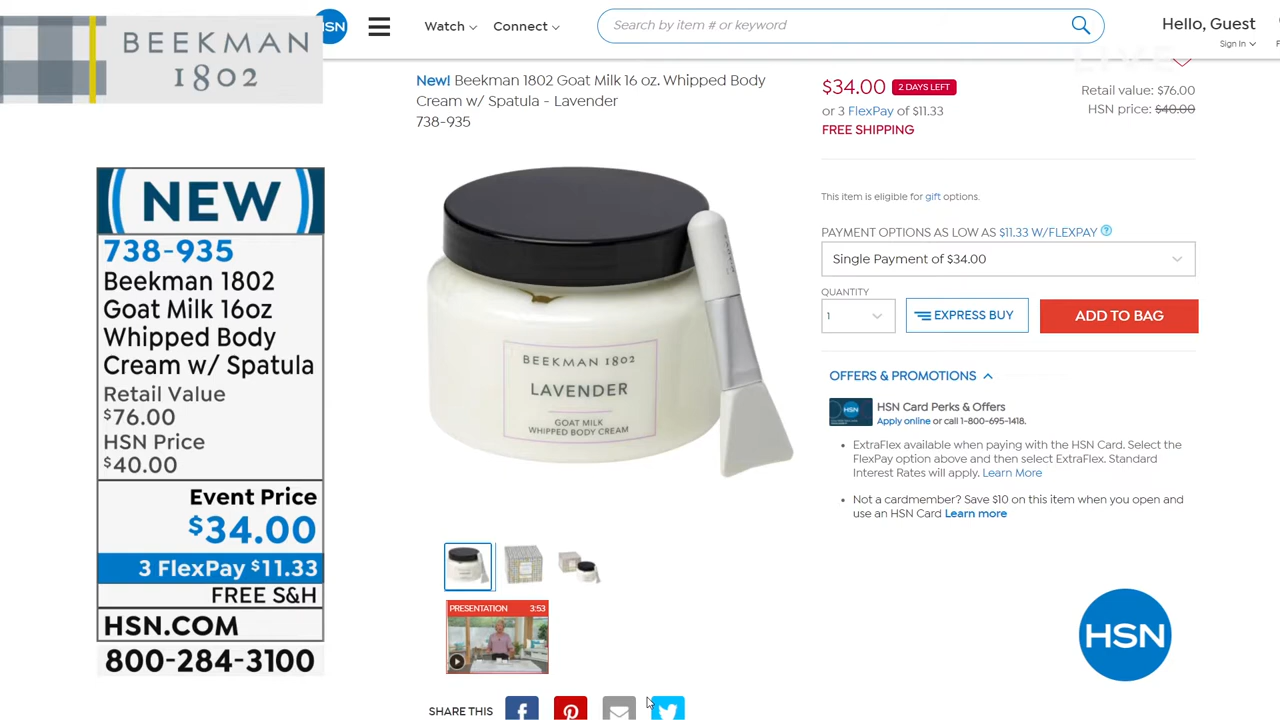 BEEKMAN
1802
HSN
Watch
Connect
Search by item # or keyword
Hello, Guest
Sign In
LIVE
NEW
738-935
Beekman 1802
Goat Milk 16oz
Whipped Body
Cream w/ Spatula
Retail Value
$76.00
HSN Price
$40.00
Event Price
$34.00
3 FlexPay $11.33
FREE S&H
HSN.COM
800-284-3100
New! Beekman 1802 Goat Milk 16 oz. Whipped Body
Cream w/ Spatula - Lavender
738-935
BEEKMAN 1802
LAVENDER
GOAT MILK
WHIPPED BODY CREAM
PRESENTATION 3:53
SHARE THIS
$34.00 2 DAYS LEFT
or 3 FlexPay of $11.33
FREE SHIPPING
Retail value: $76.00
HSN price: $40.00
This item is eligible for gift options.
PAYMENT OPTIONS AS LOW AS $11.33 W/FLEXPAY ?
Single Payment of $34.00
QUANTITY
1
EXPRESS BUY
ADD TO BAG
OFFERS & PROMOTIONS
HSN
HSN Card Perks & Offers
Apply online or call 1-800-695-1418.
ExtraFlex available when paying with the HSN Card. Select the
FlexPay option above and then select ExtraFlex. Standard
Interest Rates will apply. Learn More
Not a cardmember? Save $10 on this item when you open and
use an HSN Card Learn more
HSN